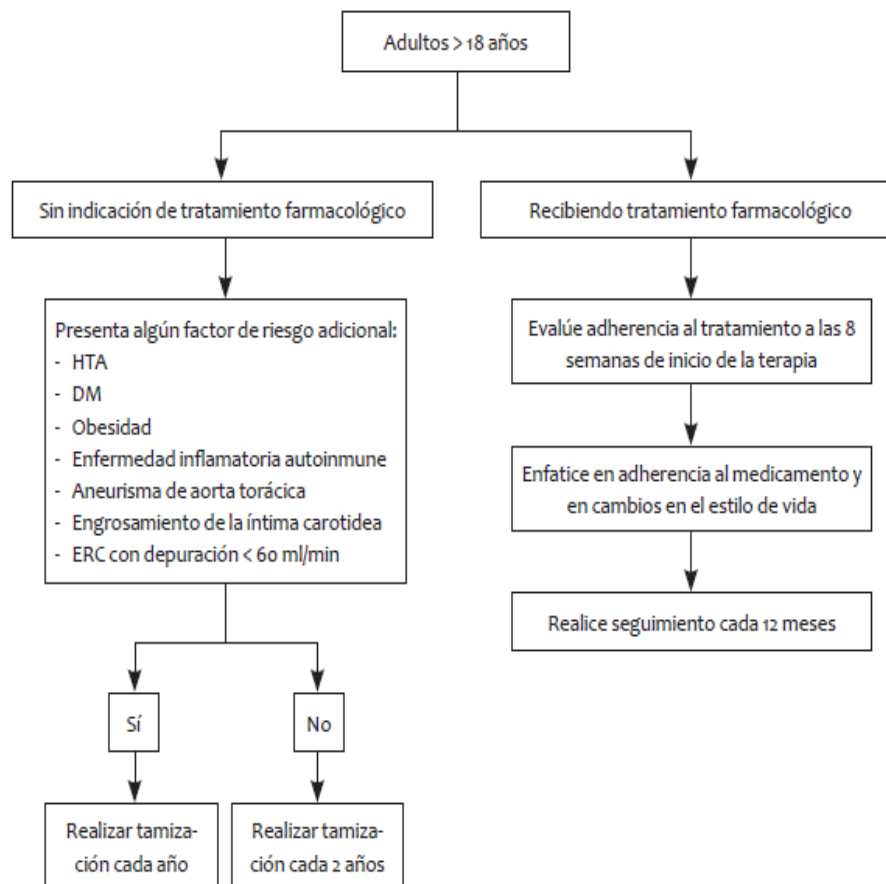 Adultos > 18 años
Sin indicación de tratamiento farmacológico
Recibiendo tratamiento farmacológico
Presenta algún factor de riesgo adicional:
- HTA
- DM
- Obesidad
- Enfermedad inflamatoria autoinmune
- Aneurisma de aorta torácica
- Engrosamiento de la íntima carotidea
- ERC con depuración < 60 ml/min
Evalúe adherencia al tratamiento a las 8
semanas de inicio de la terapia
Enfatice en adherencia al medicamento y
en cambios en el estilo de vida
Realice seguimiento cada 12 meses
Sí
No
Realizar tamiza-
ción cada año
Realizar tamiza-
ción cada 2 años